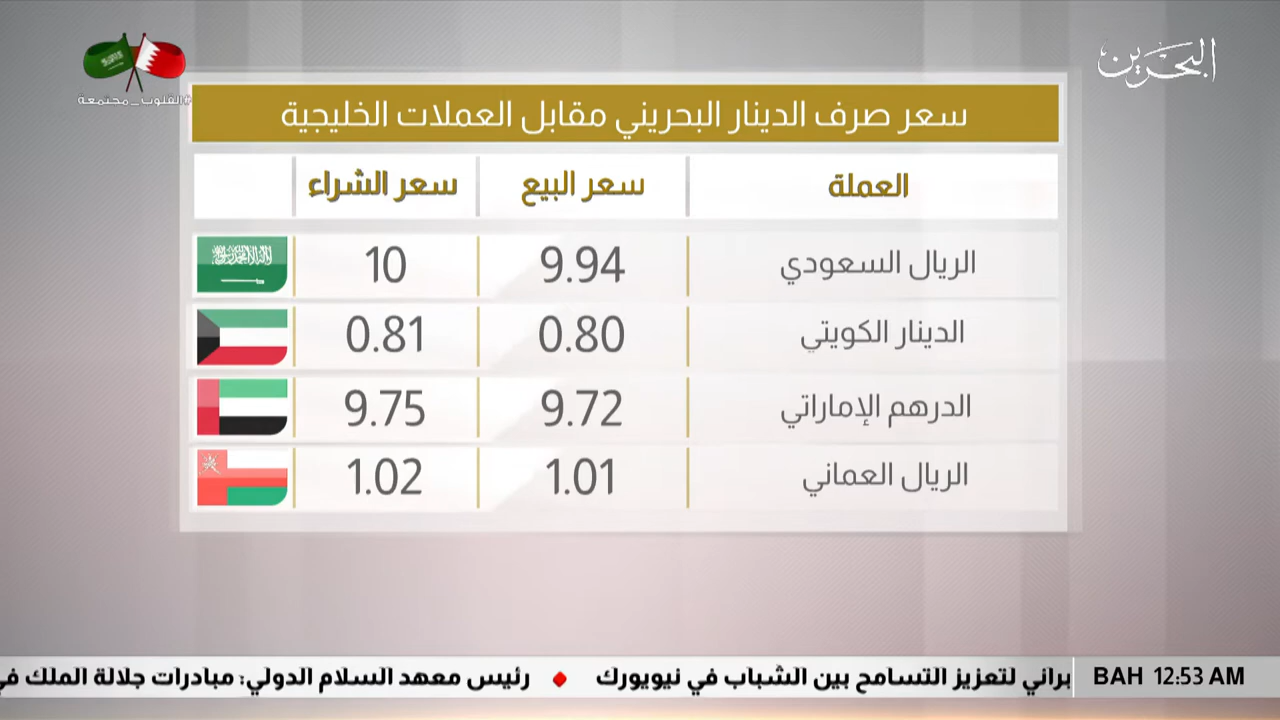 البحرين
#القلوب_مجتمعة
سعر صرف الدينار البحريني مقابل العملات الخليجية
العملة سعر البيع سعر الشراء
الريال السعودي 9.94 10
الدينار الكويتي 0.80 0.81
الدرهم الإماراتي 9.72 9.75
الريال العماني 1.01 1.02
BAH 12:53 AM
براني لتعزيز التسامح بين الشباب في نيويورك رئيس معهد السلام الدولي: مبادرات جلالة الملك في